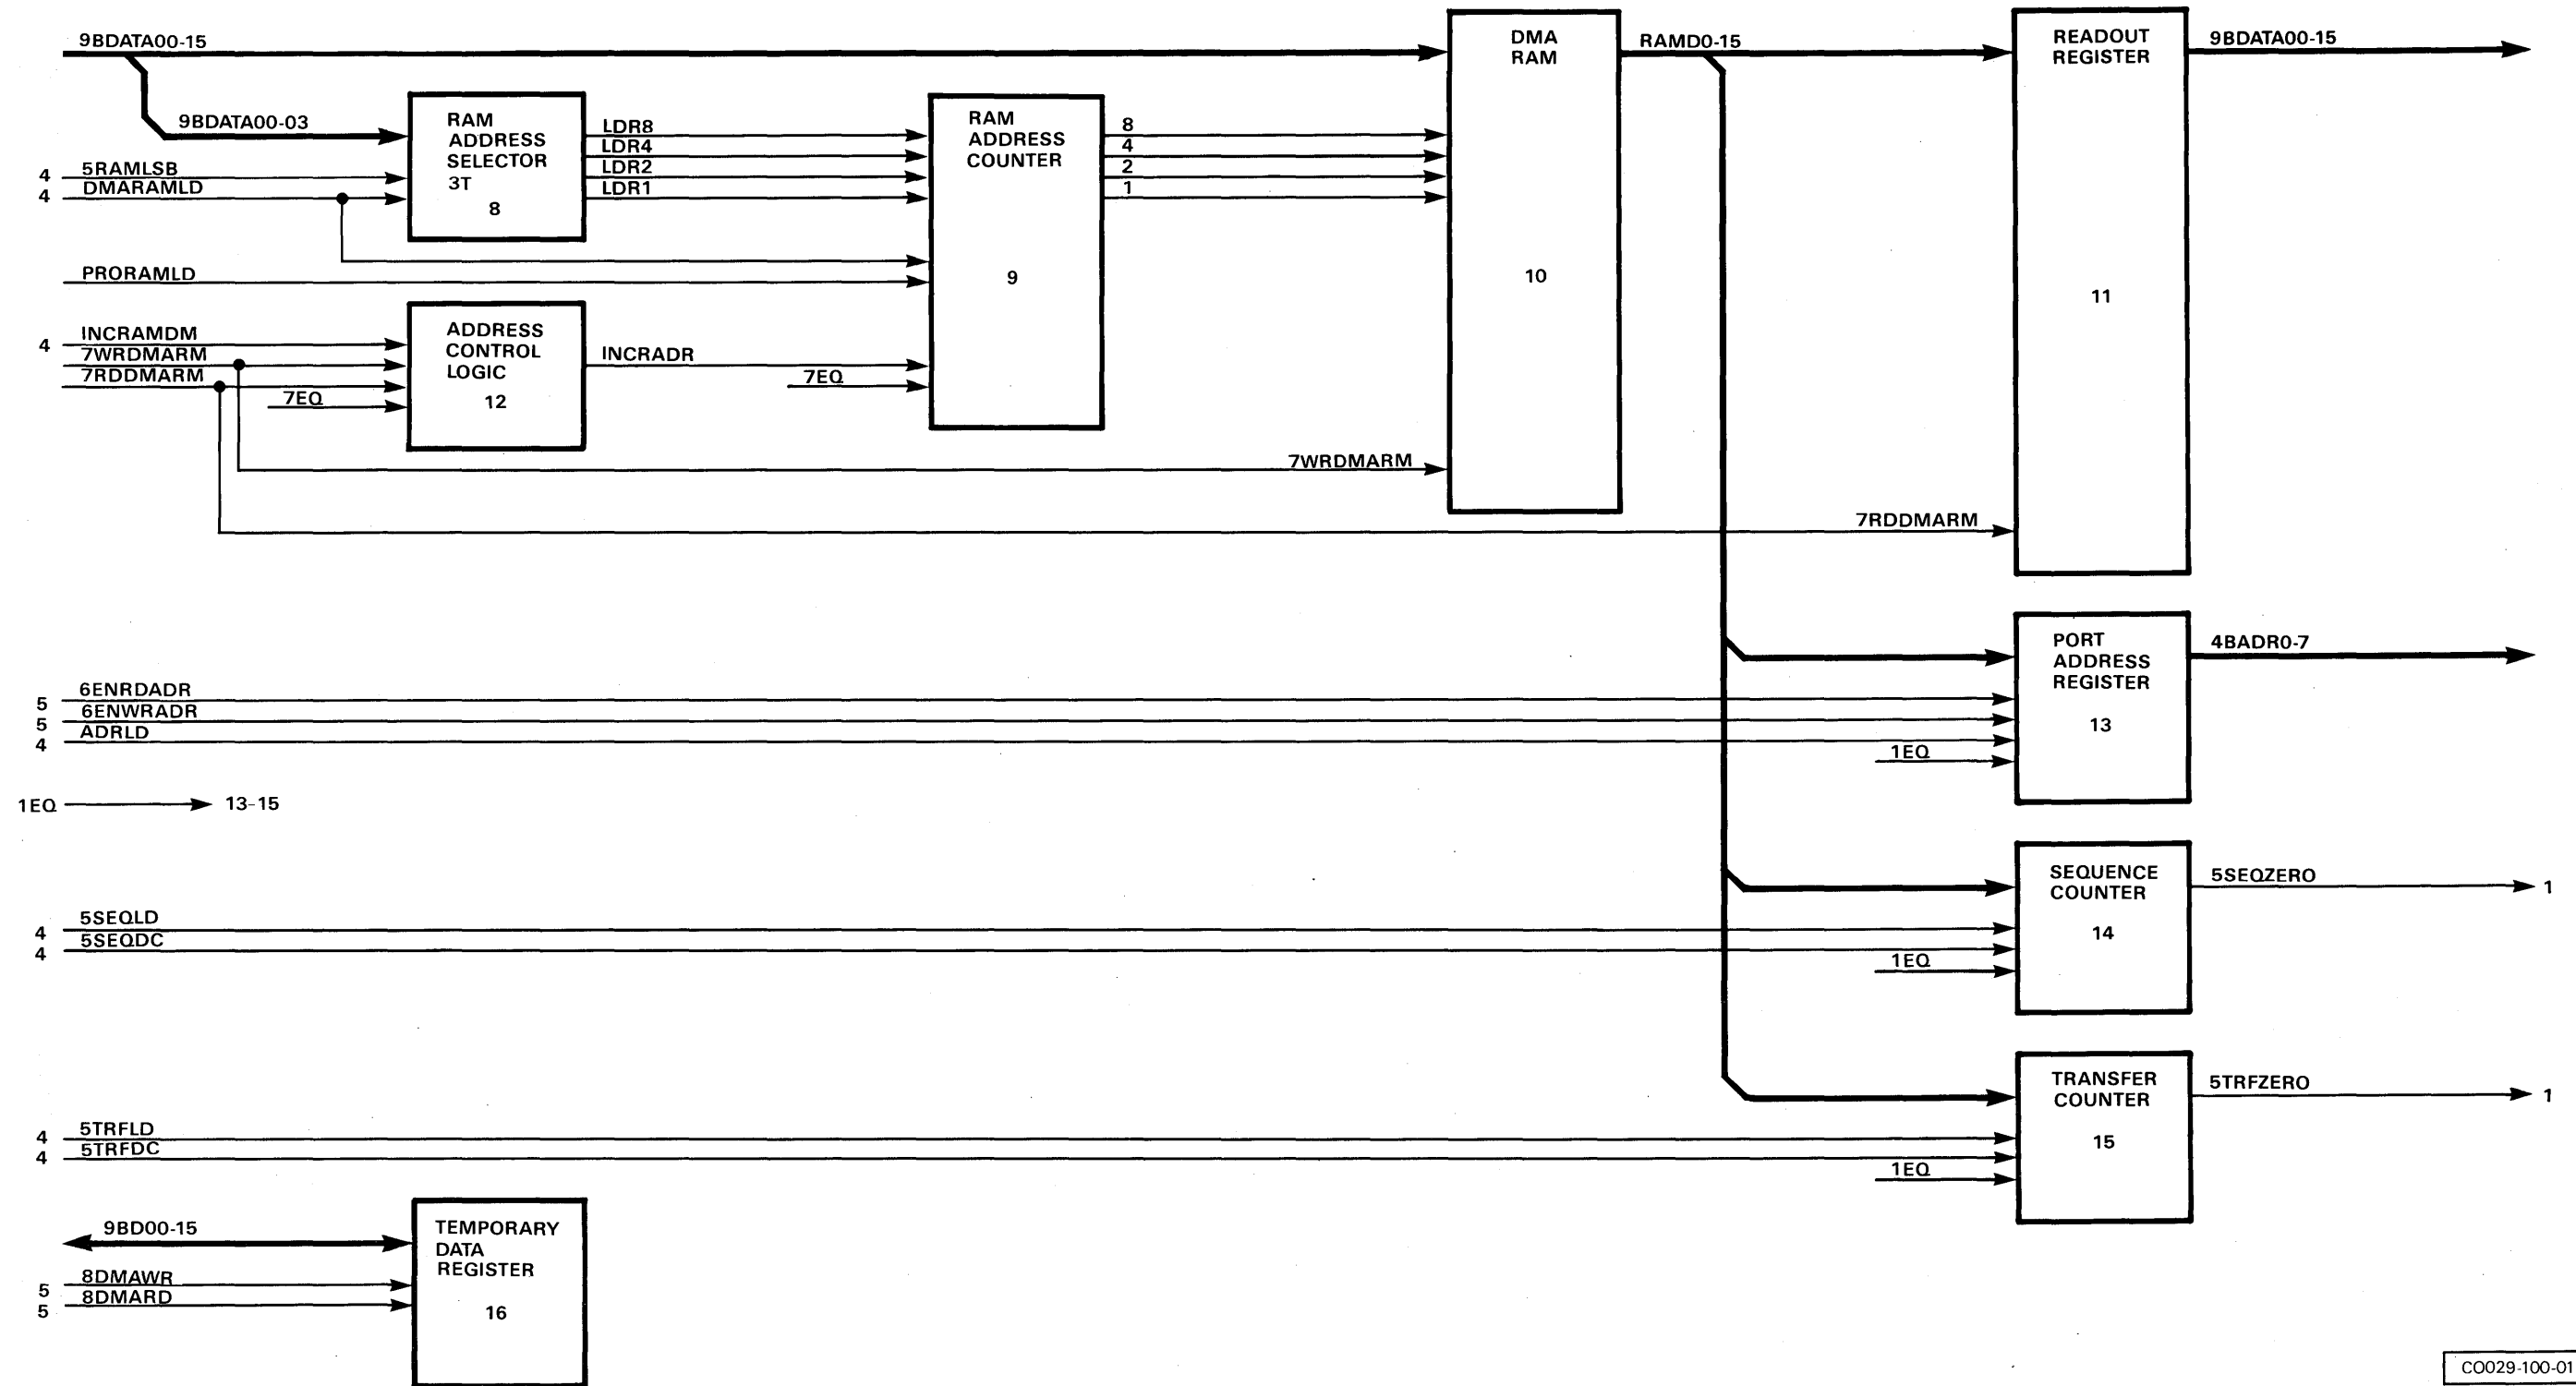 9BDATA00-15
9BDATA00-03
4 5RAMLSB
4 DMARAMLD
RAM
ADDRESS
SELECTOR
3T
8
LDR8
LDR4
LDR2
LDR1
PRORAMLD
RAM
ADDRESS
COUNTER
9
8
4
2
1
DMA
RAM
10
RAMD0-15
READOUT
REGISTER
11
9BDATA00-15
4 INCRAMDM
7WRDMARM
7RDDMARM
7EQ
ADDRESS
CONTROL
LOGIC
12
INCRADR
7EQ
7WRDMARM
7RDDMARM
5 6ENRDADR
5 6ENWRADR
4 ADRLD
1EQ
PORT
ADDRESS
REGISTER
13
4BADR0-7
1EQ 13-15
4 5SEQLD
4 5SEQDC
1EQ
SEQUENCE
COUNTER
14
5SEQZERO 1
4 5TRFLD
4 5TRFDC
1EQ
TRANSFER
COUNTER
15
5TRFZERO 1
9BD00-15
5 8DMAWR
5 8DMARD
TEMPORARY
DATA
REGISTER
16
CO029-100-01